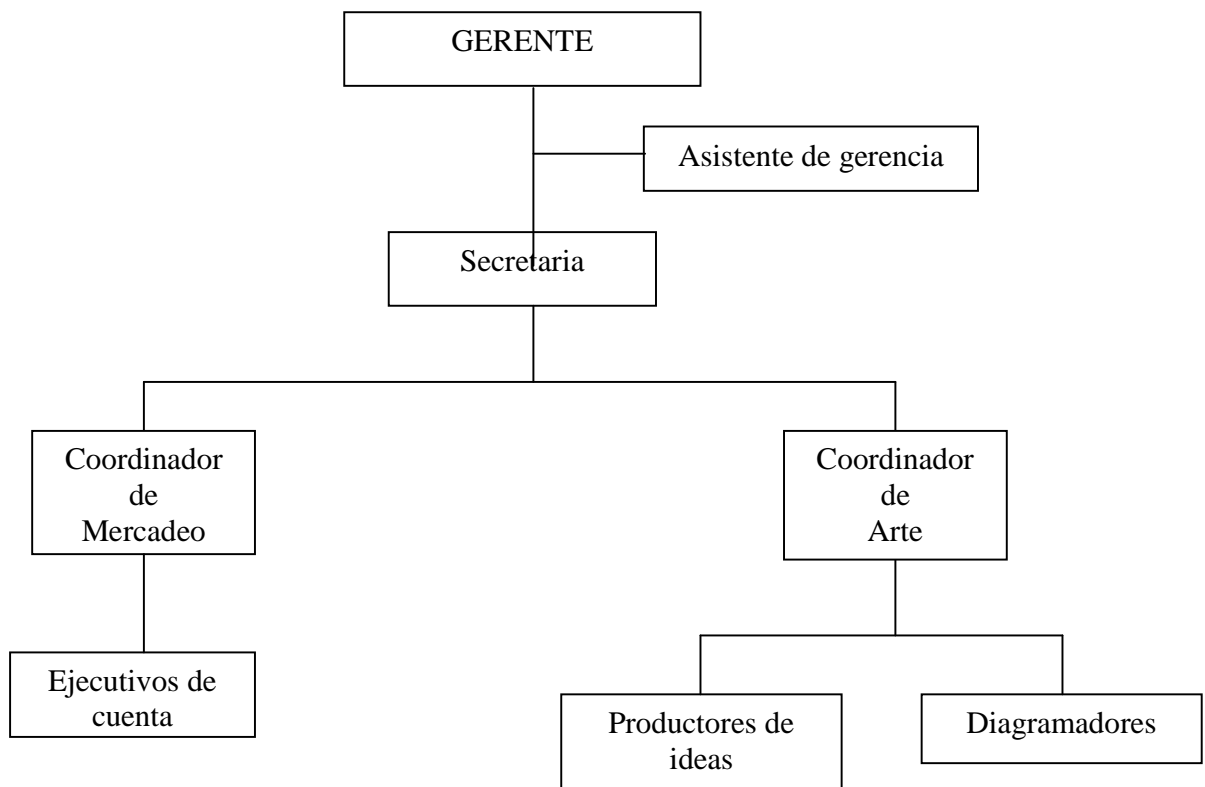 GERENTE
Asistente de gerencia
Secretaria
Coordinador
de
Mercadeo
Coordinador
de
Arte
Ejecutivos de
cuenta
Productores de
ideas
Diagramadores